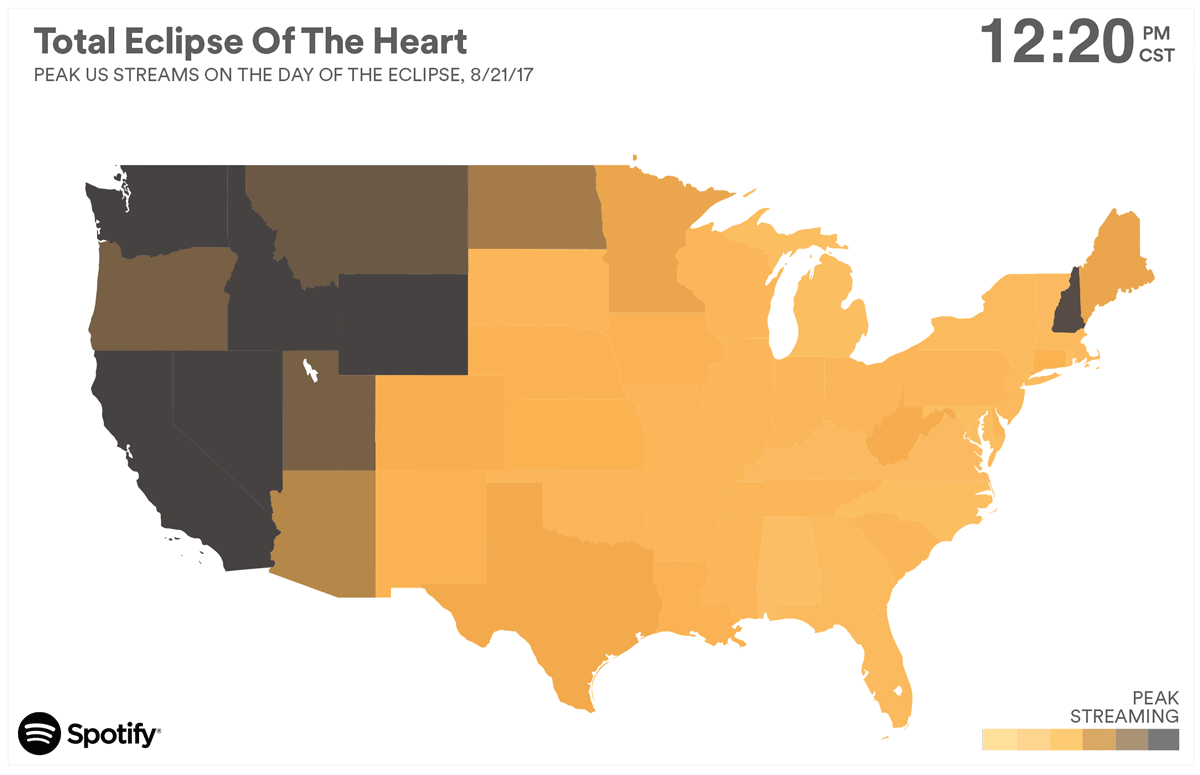 Total Eclipse Of The Heart
PEAK US STREAMS ON THE DAY OF THE ECLIPSE, 8/21/17
12:20 PM
CST
PEAK
STREAMING
Spotify®